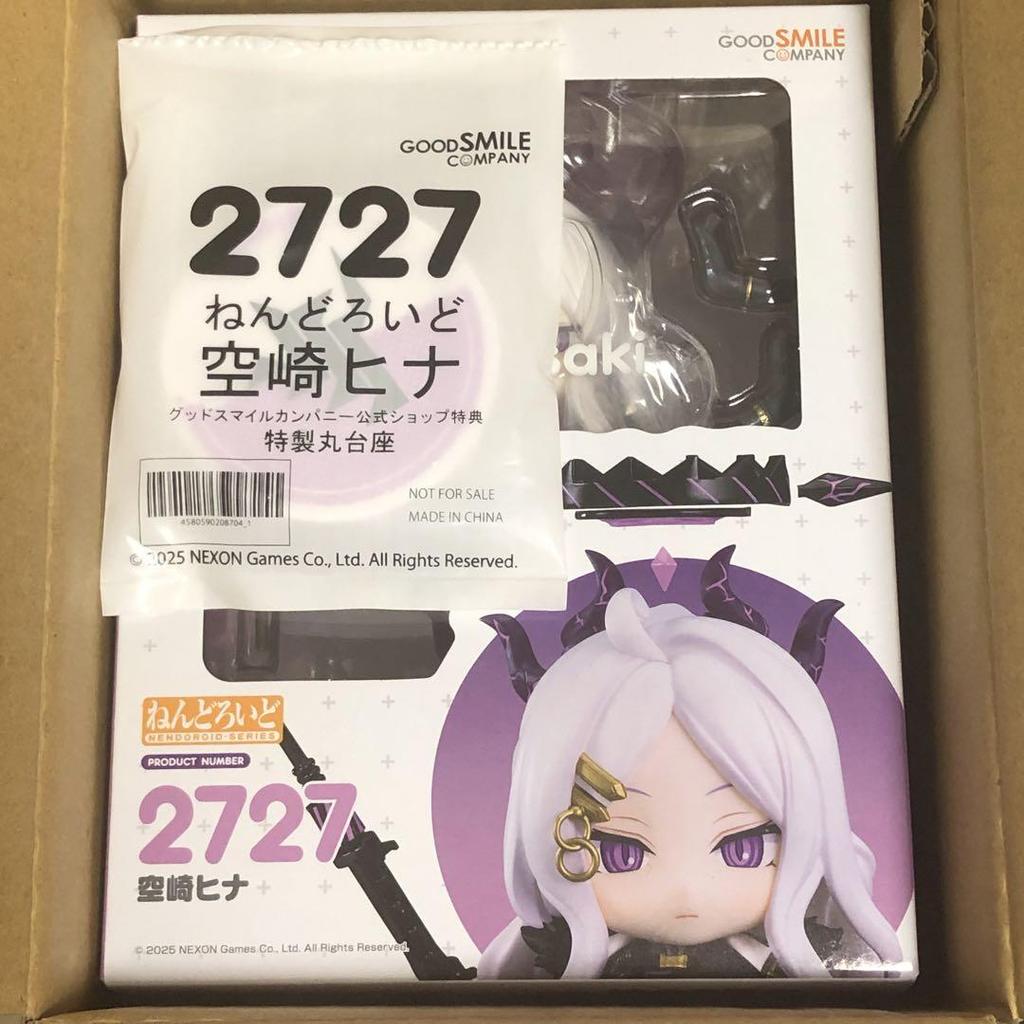 GOODSMILE
COMPANY
2727
ねんどろいど
空崎ヒナ
グッドスマイルカンパニー公式ショップ特典
特製丸台座
4580590208704_1
NOT FOR SALE
MADE IN CHINA
© 2025 NEXON Games Co., Ltd. All Rights Reserved.
GOODSMILE
COMPANY
saki
ねんどろいど
NENDOROID SERIES
PRODUCT NUMBER
2727
空崎ヒナ
© 2025 NEXON Games Co., Ltd. All Rights Reserved.